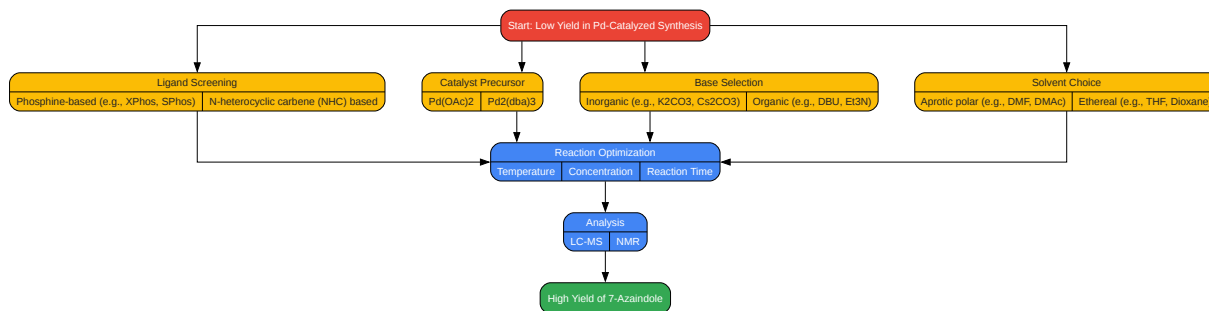 Start: Low Yield in Pd-Catalyzed Synthesis
Ligand Screening
Phosphine-based (e.g., XPhos, SPhos)
N-heterocyclic carbene (NHC) based
Catalyst Precursor
Pd(OAc)2
Pd2(dba)3
Base Selection
Inorganic (e.g., K2CO3, Cs2CO3)
Organic (e.g., DBU, Et3N)
Solvent Choice
Aprotic polar (e.g., DMF, DMAc)
Ethereal (e.g., THF, Dioxane
Reaction Optimization
Temperature
Concentration
Reaction Time
Analysis
LC-MS
NMR
High Yield of 7-Azaindole